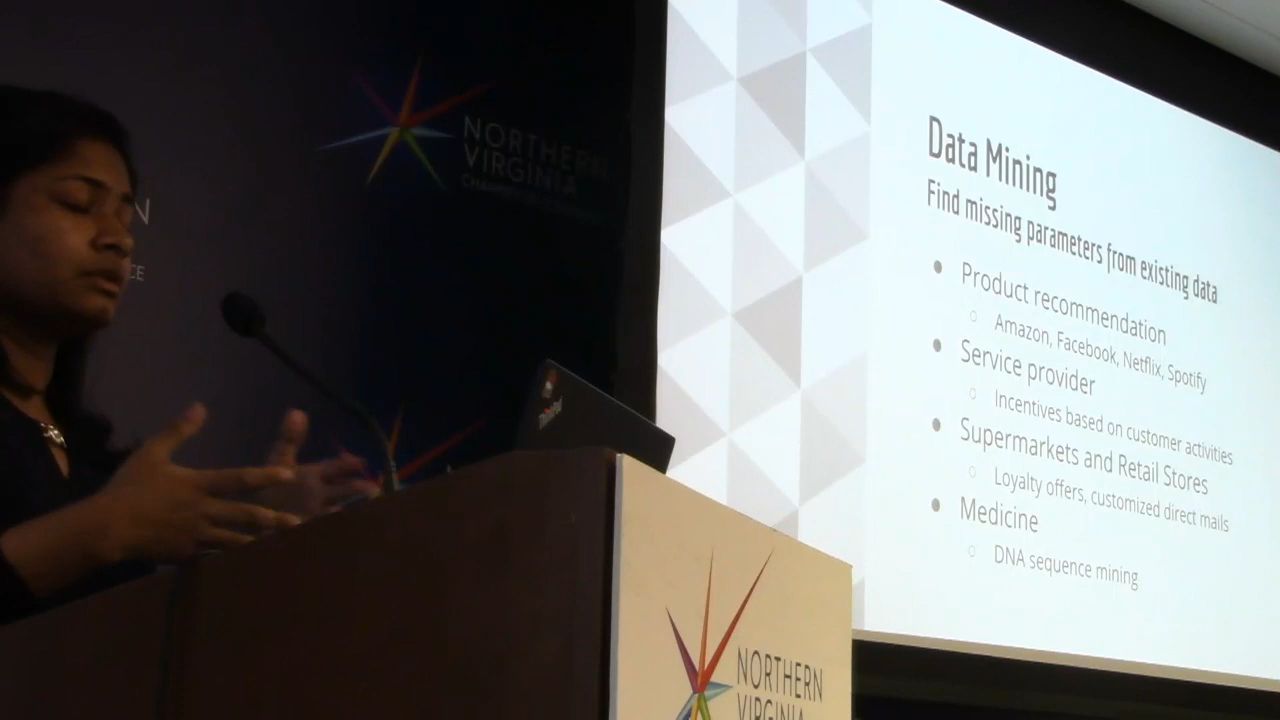 NORTHERN
VIRGINIA
N
CE
ThinkPad
Data Mining
Find missing parameters from existing data
Product recommendation
Amazon, Facebook, Netflix, Spotify
Service provider
Incentives based on customer activities
Supermarkets and Retail Stores
Loyalty offers, customized direct mails
Medicine
DNA sequence mining
NORTHERN
VIRGINIA